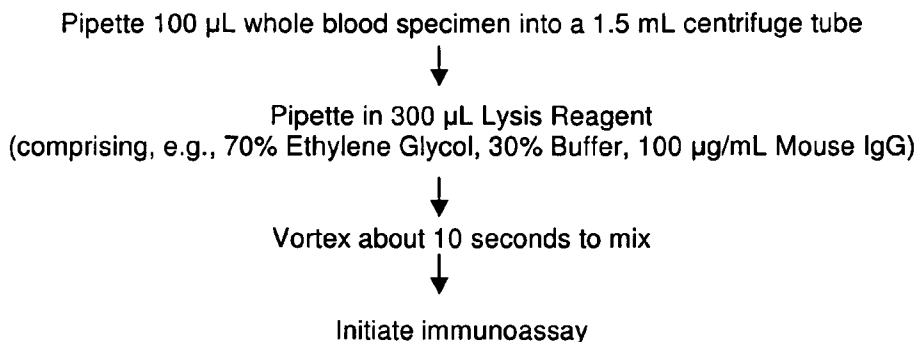 Pipette 100 µL whole blood specimen into a 1.5 mL centrifuge tube
Pipette in 300 µL Lysis Reagent
(comprising, e.g., 70% Ethylene Glycol, 30% Buffer, 100 µg/mL Mouse IgG)
Vortex about 10 seconds to mix
Initiate immunoassay